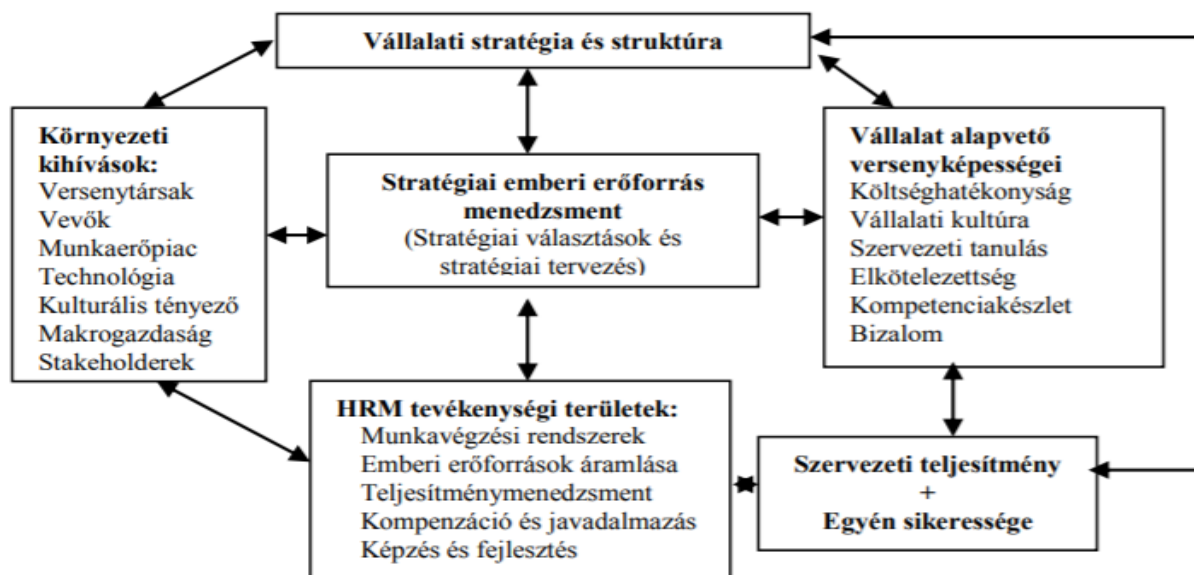 Vállalati stratégia és struktúra
Környezeti
kihívások:
Versenytársak
Vevők
Munkaerőpiac
Technológia
Kulturális tényező
Makrogazdaság
Stakeholderek
Stratégiai emberi erőforrás
menedzsment
(Stratégiai választások és
stratégiai tervezés)
Vállalat alapvető
versenyképességei
Költséghatékonyság
Vállalati kultúra
Szervezeti tanulás
Elkötelezettség
Kompetenciakészlet
Bizalom
HRM tevékenységi területek:
Munkavégzési rendszerek
Emberi erőforrások áramlása
Teljesítménymenedzsment
Kompenzáció és javadalmazás
Képzés és fejlesztés
Szervezeti teljesítmény
+
Egyén sikeressége